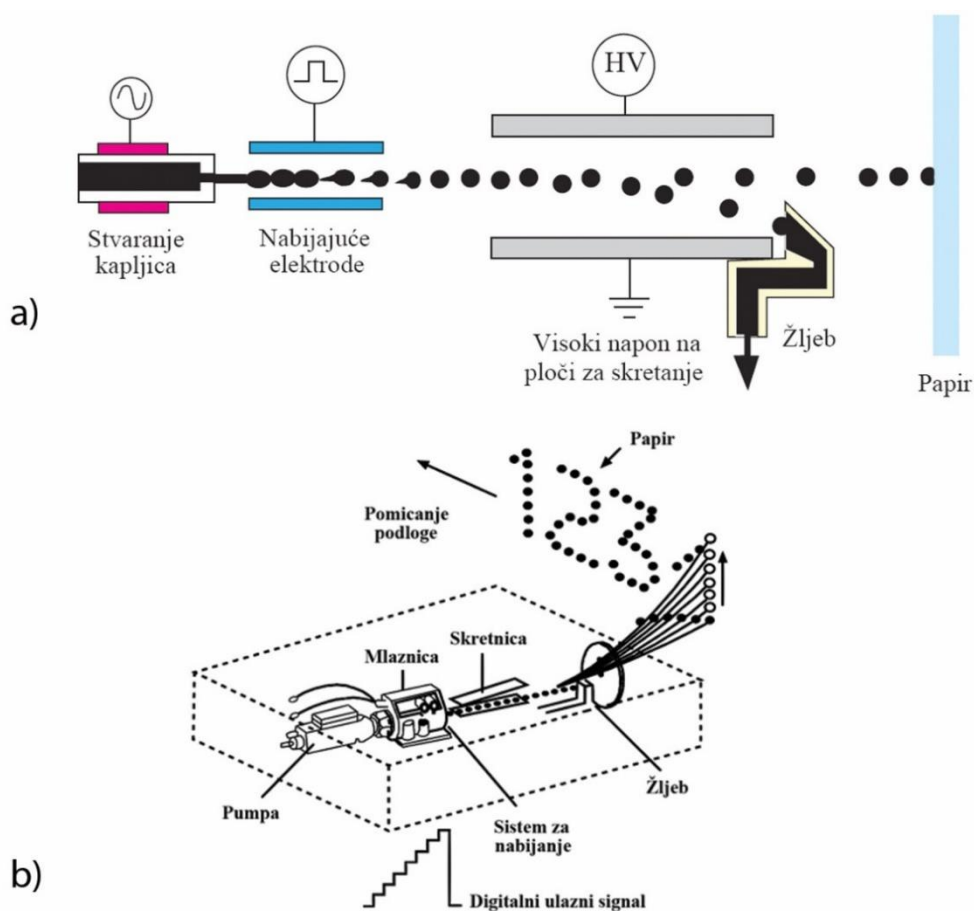 HV
Stvaranje
kapljica
Nabijajuće
elektrode
Visoki napon na
ploči za skretanje
Žljeb
Papir
a)
Papir
Pomicanje
podloge
Skretnica
Mlaznica
Pumpa
Žljeb
Sistem za
nabijanje
Digitalni ulazni signal
b)